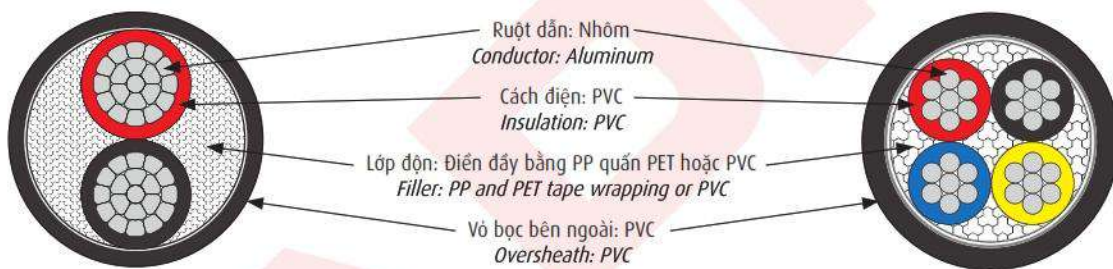 Ruột dẫn: Nhôm
Conductor: Aluminum
Cách điện: PVC
Insulation: PVC
Lớp độn: Điền đầy bằng PP quấn PET hoặc PVC
Filler: PP and PET tape wrapping or PVC
Vỏ bọc bên ngoài: PVC
Oversheath: PVC